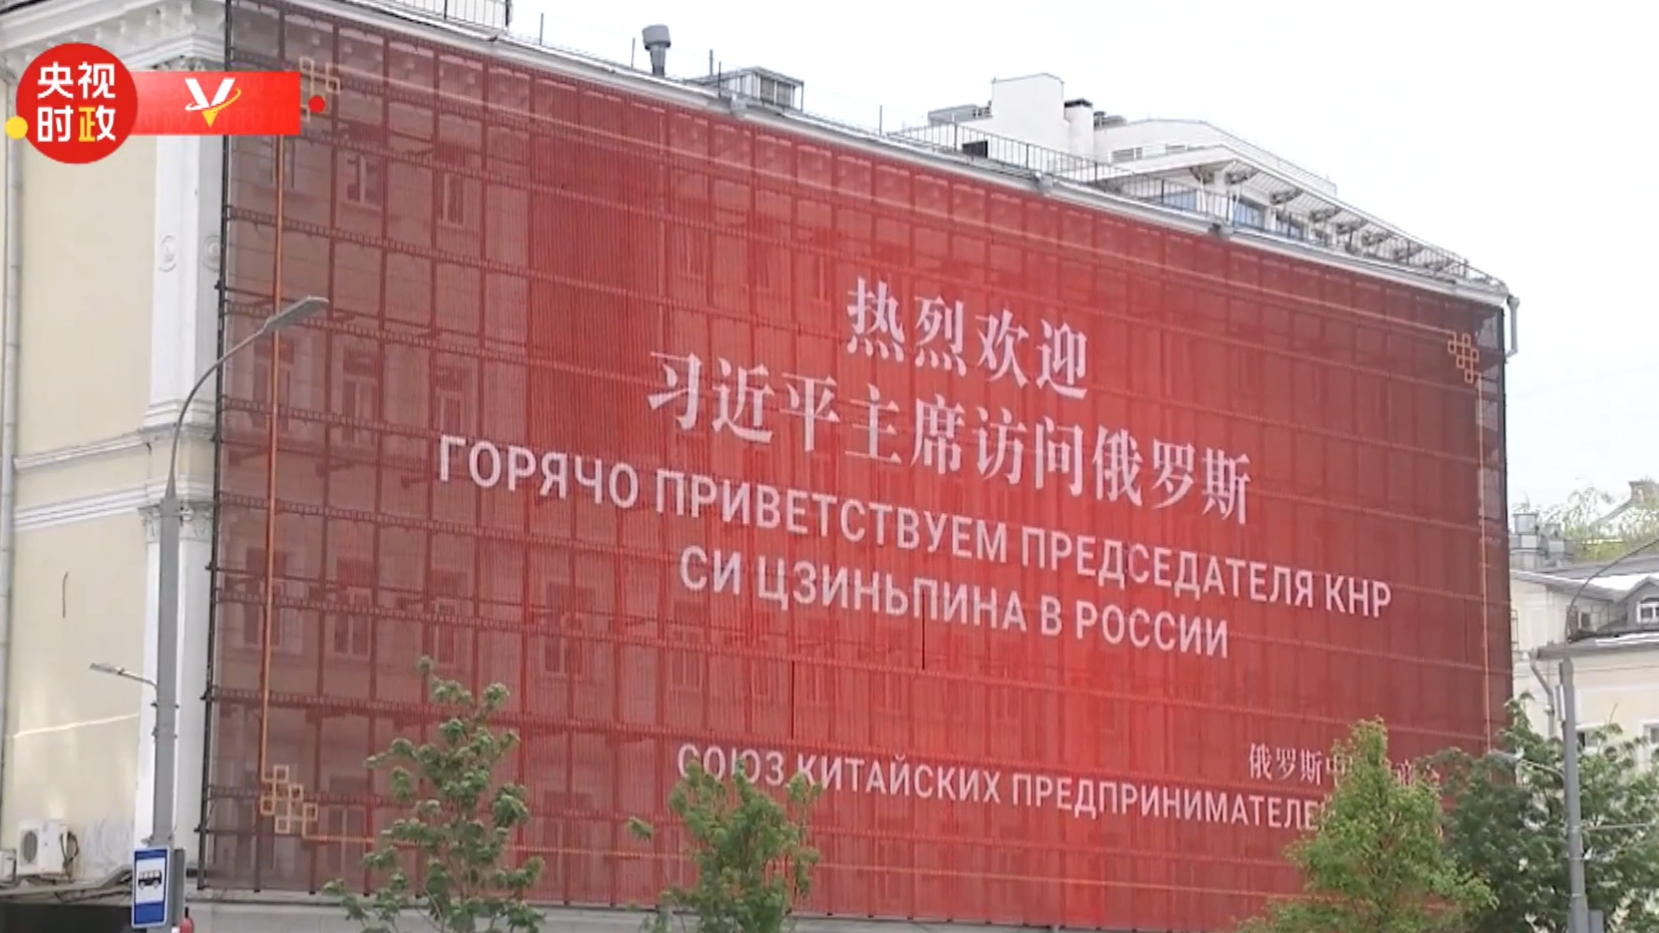 央视
时政
热烈欢迎
习近平主席访问俄罗斯
ГОРЯЧО ПРИВЕТСТВУЕМ ПРЕДСЕДАТЕЛЯ КНР
СИ ЦЗИНЬПИНА В РОССИИ
俄罗斯中
СОЮЗ КИТАЙСКИХ